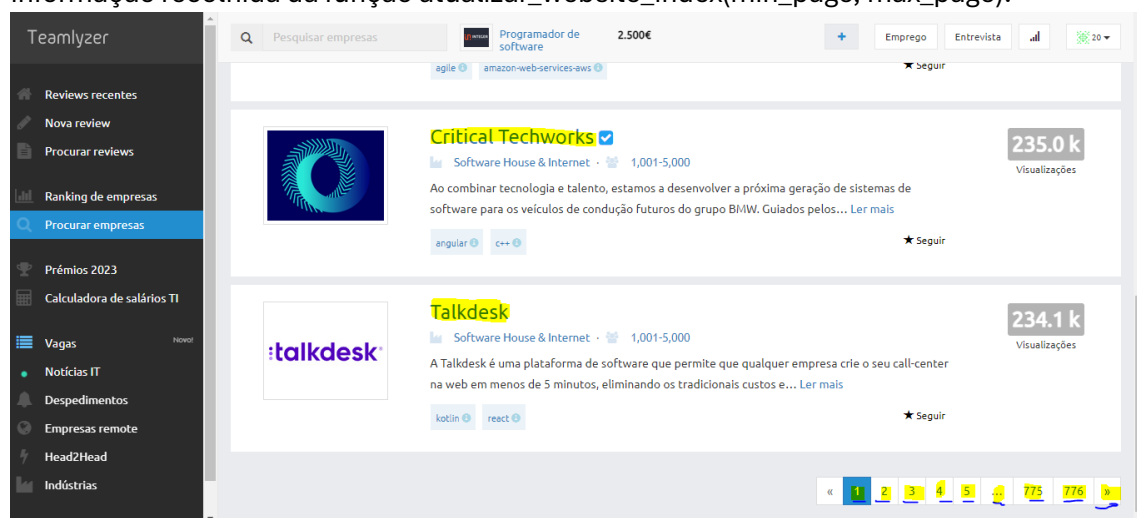 informação recolhida da função atualizar_website_index(min_page, max_page).
Teamlyzer
Pesquisar empresas
Programador de software
2.500€
+
Emprego
Entrevista
20
agile
amazon-web-services-aws
★ Seguir
Reviews recentes
Nova review
Procurar reviews
Ranking de empresas
Procurar empresas
Prémios 2023
Calculadora de salários TI
Vagas
Novo!
Notícias IT
Despedimentos
Empresas remote
Head2Head
Indústrias
Critical Techworks
Software House & Internet · 1,001-5,000
Ao combinar tecnologia e talento, estamos a desenvolver a próxima geração de sistemas de
software para os veículos de condução futuros do grupo BMW. Guiados pelos… Ler mais
angular
c++
★ Seguir
235.0 k
Visualizações
:talkdesk
Talkdesk
Software House & Internet · 1,001-5,000
A Talkdesk é uma plataforma de software que permite que qualquer empresa crie o seu call-center
na web em menos de 5 minutos, eliminando os tradicionais custos e… Ler mais
kotlin
react
★ Seguir
234.1 k
Visualizações
« 1 2 3 4 5 … 775 776 »